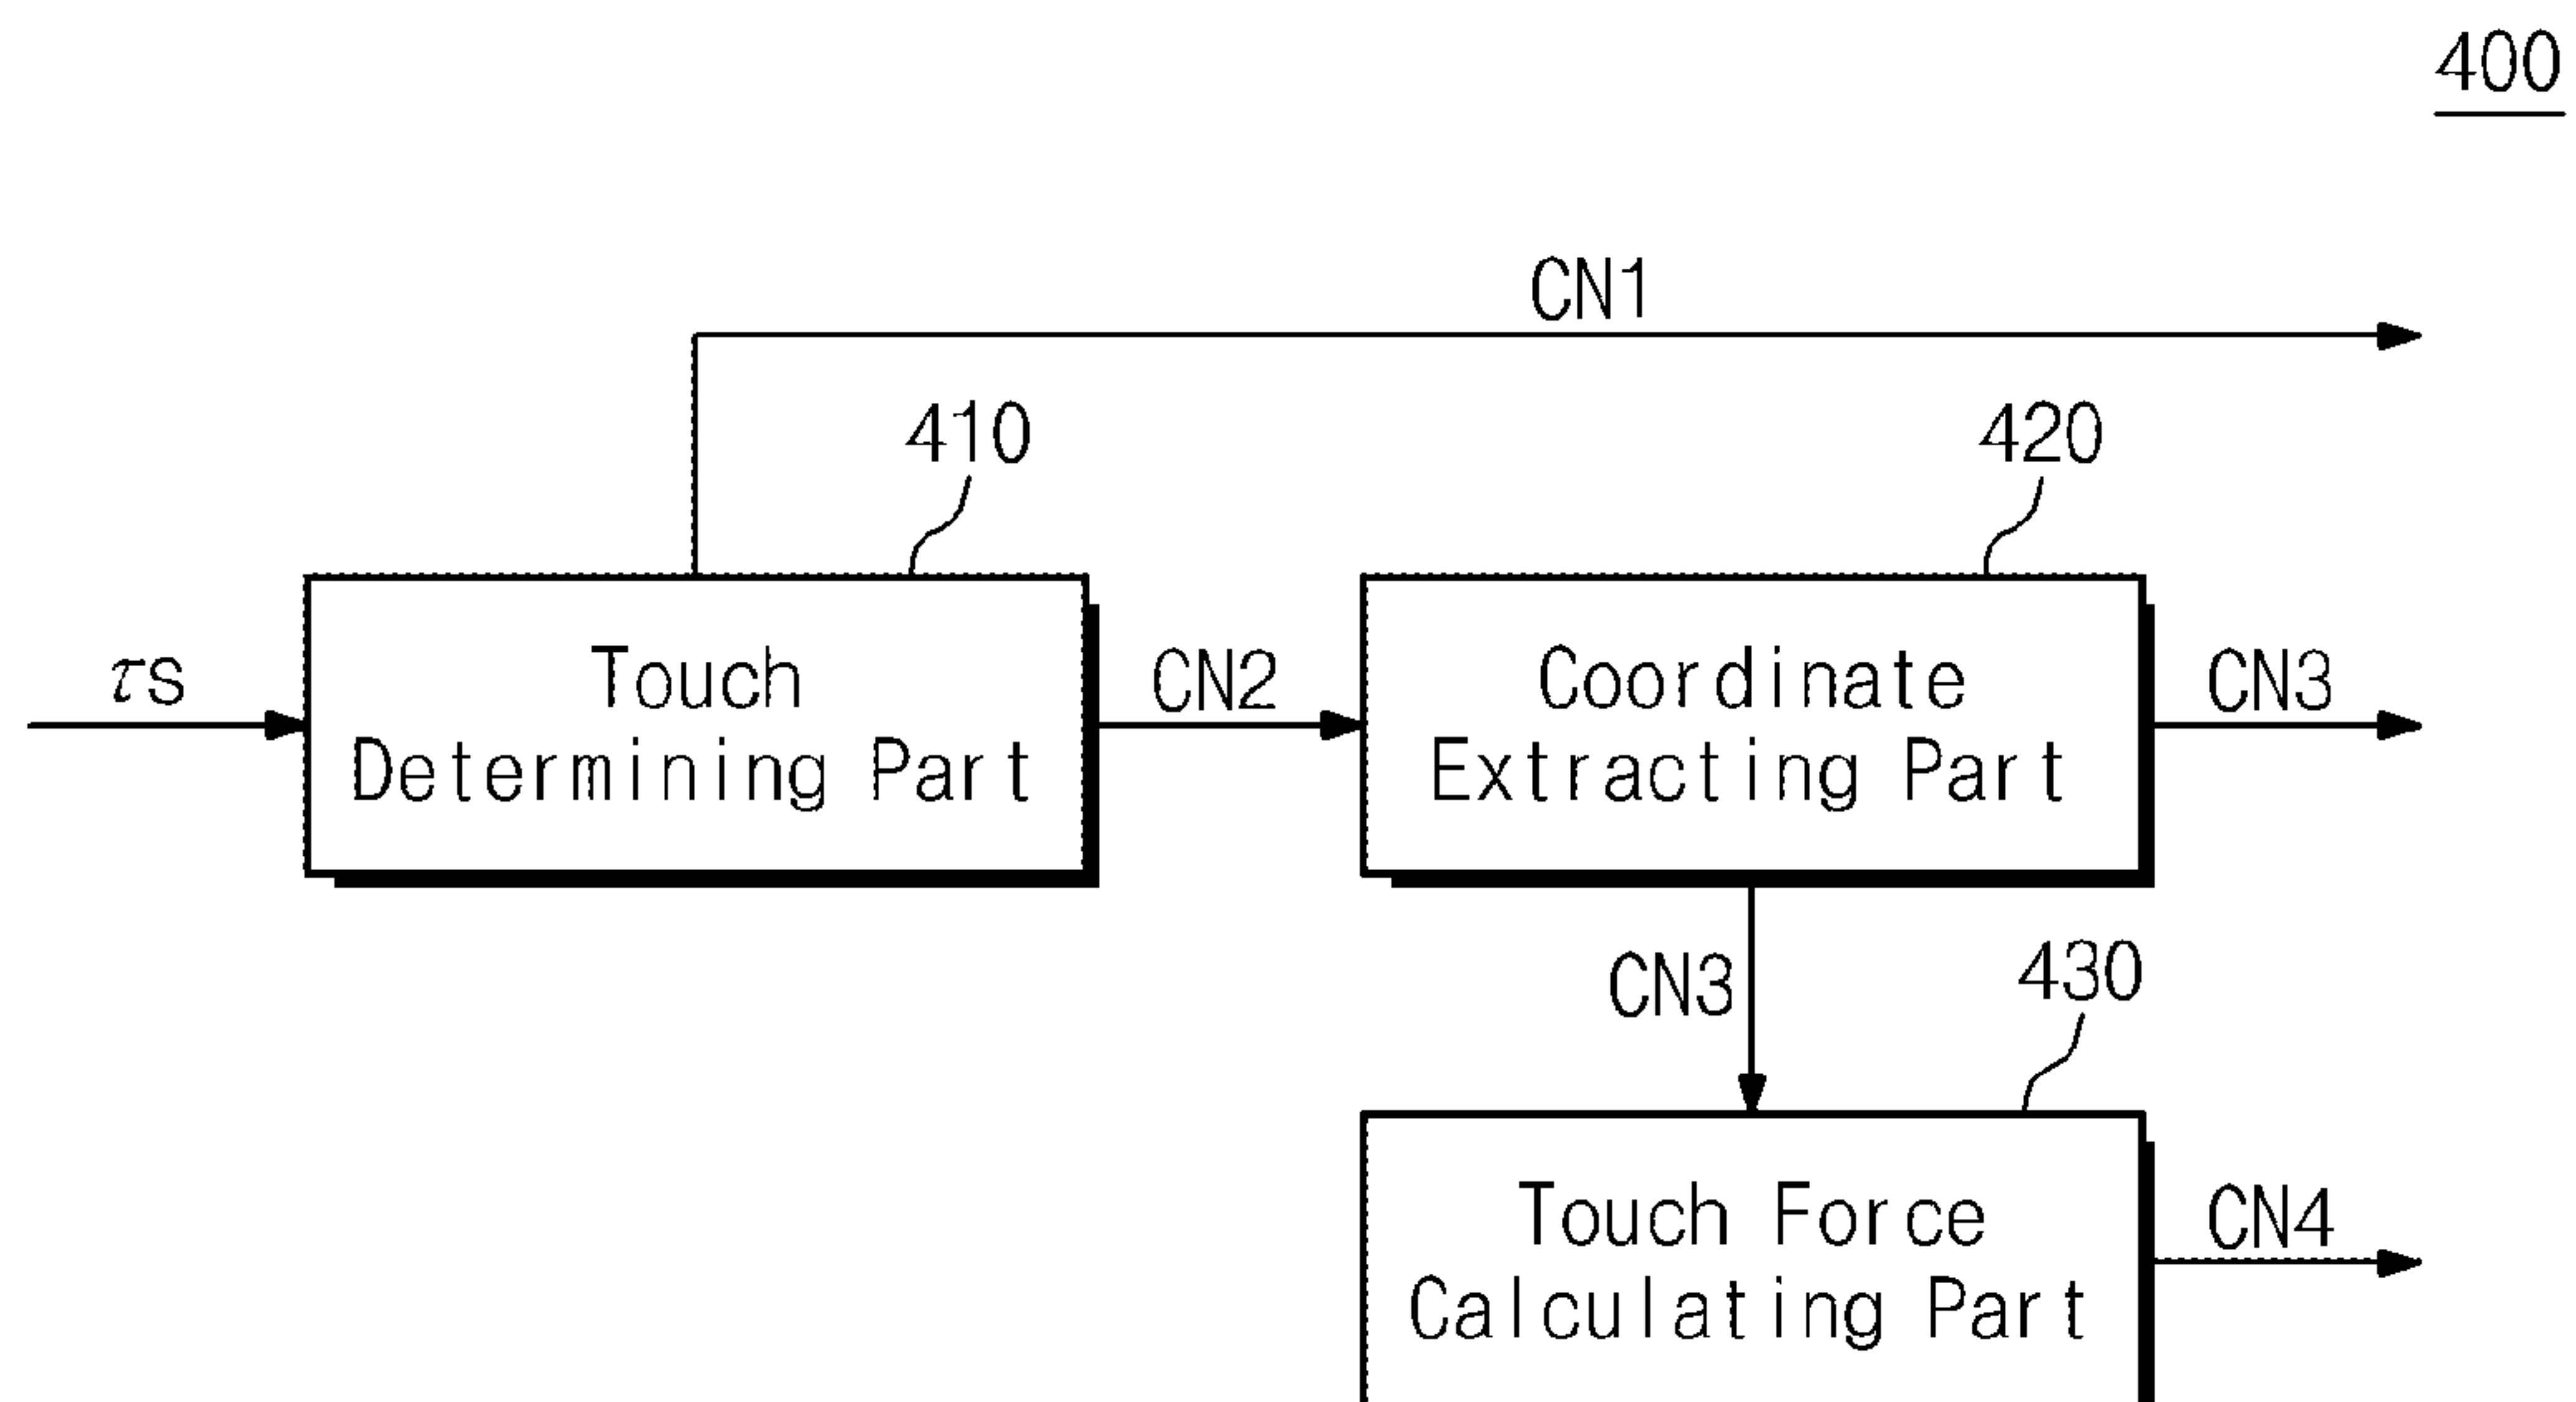 400
CN1
410
420
τs
Touch
Determining Part
CN2
Coordinate
Extracting Part
CN3
CN3
430
Touch Force
Calculating Part
CN4